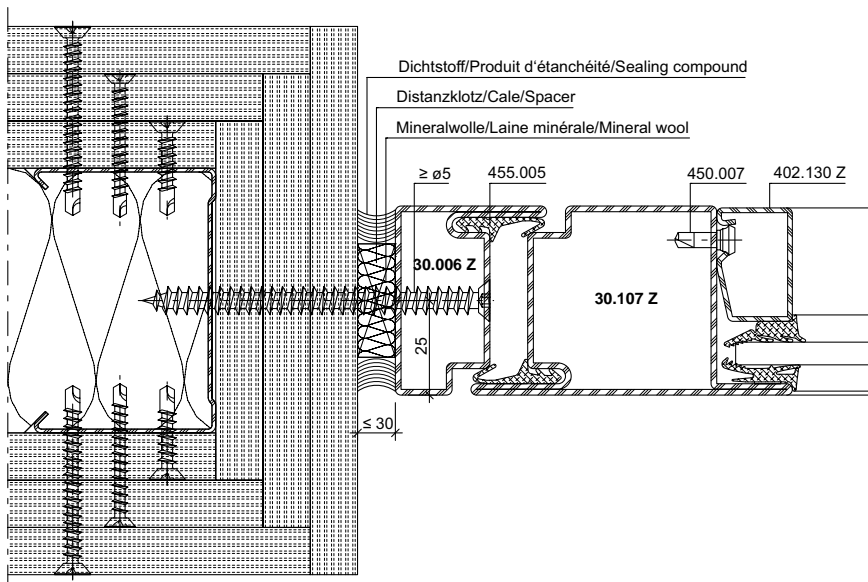 Dichtstoff/Produit d'étanchéité/Sealing compound
Distanzklotz/Cale/Spacer
Mineralwolle/Laine minérale/Mineral wool
≥ ø5
455.005
450.007
402.130 Z
30.006 Z
30.107 Z
25
≤ 30